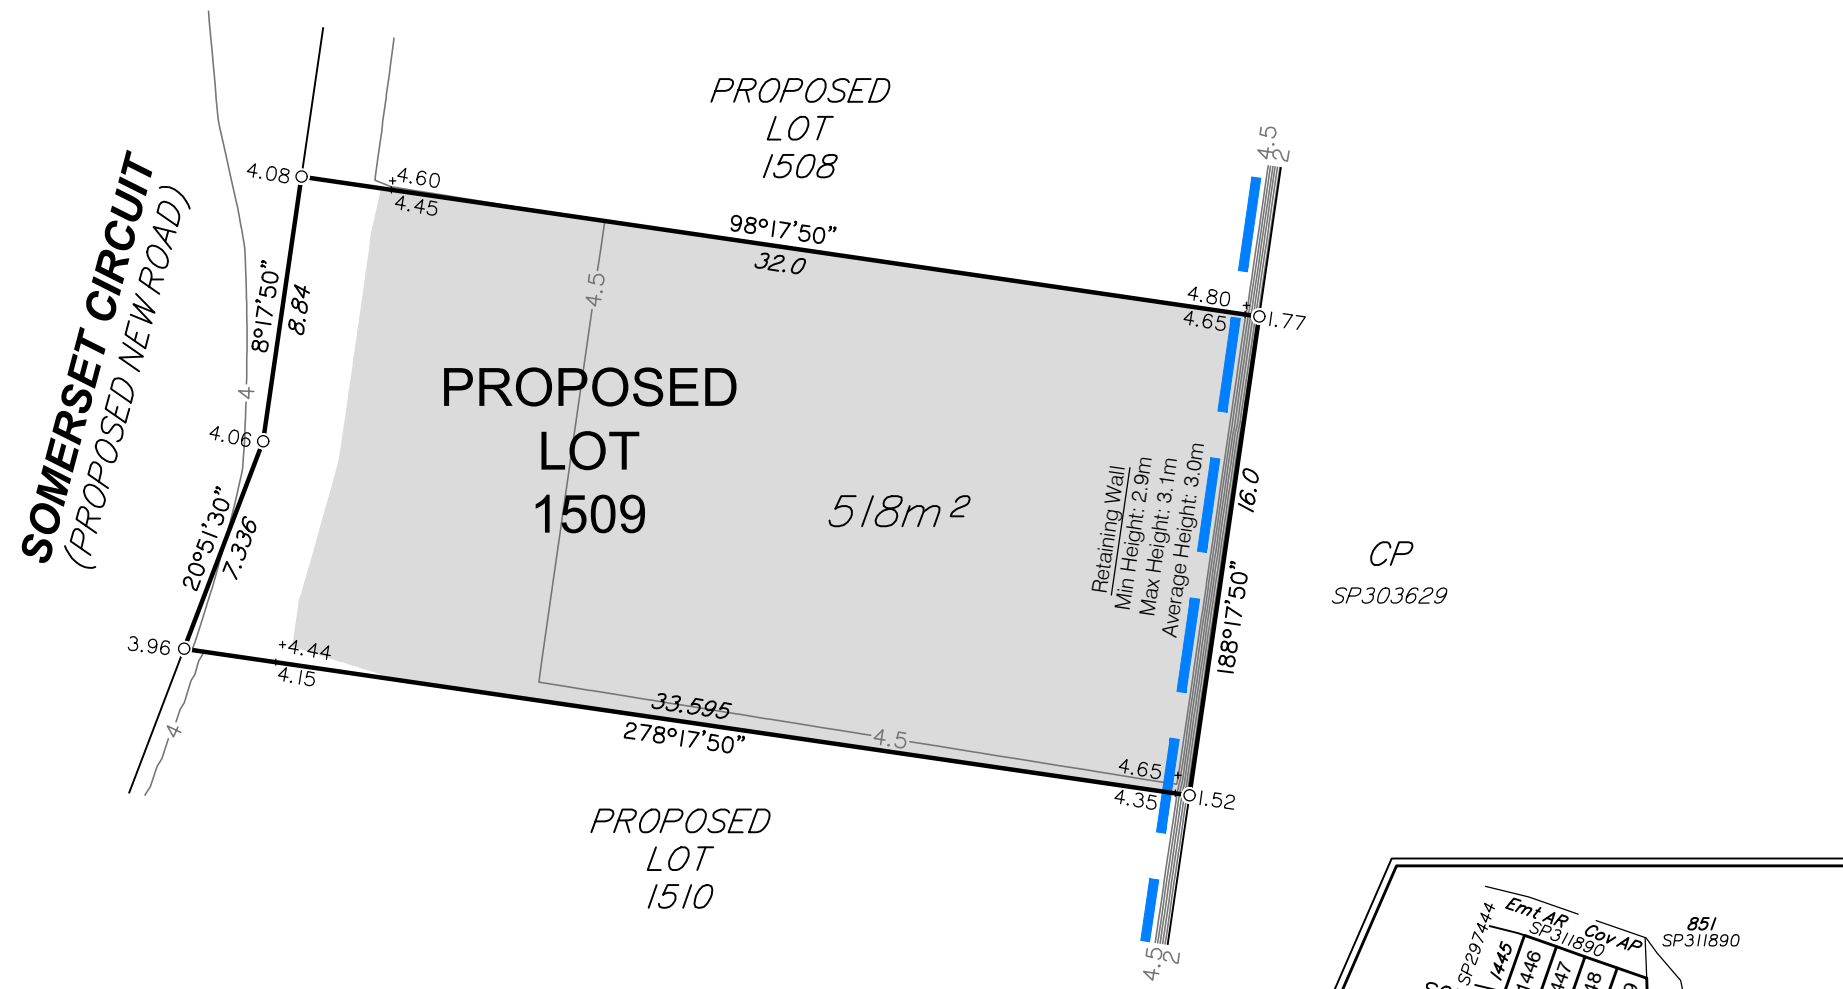 PROPOSED
LOT
1508
4.5
2
SOMERSET CIRCUIT
(PROPOSED NEW ROAD)
4.08
4.60
4.45
98°17'50"
32.0
4.80
4.65
1.77
8°17'50"
8.84
4.5
4
4.06
PROPOSED
LOT
1509
518m²
Retaining Wall
Min Height: 2.9m
Max Height: 3.1m
Average Height: 3.0m
16.0
188°17'50"
CP
SP303629
20°51'30"
7.336
3.96
4.44
4.15
4
33.595
278°17'50"
4.5
4.65
4.35
1.52
PROPOSED
LOT
1510
4.5
2
SP297444
Emt AR
SP311890
Cov AP
851
SP311890
1445
1446